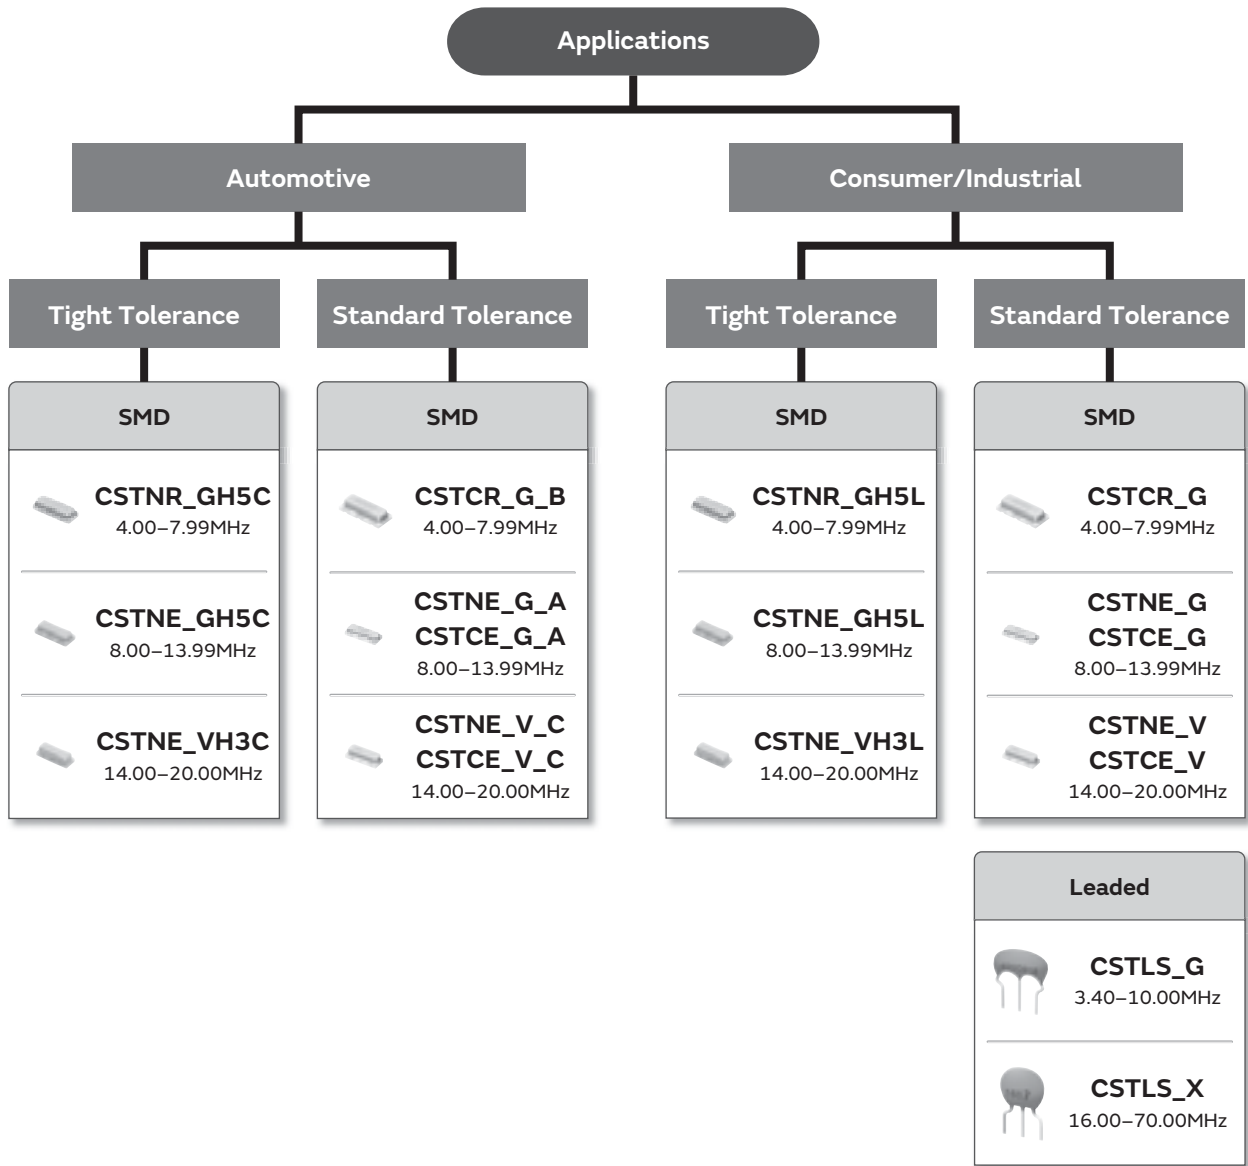 Applications
Automotive
Consumer/Industrial
Tight Tolerance
Standard Tolerance
Tight Tolerance
Standard Tolerance
SMD
CSTNR_GH5C
4.00–7.99MHz
CSTNE_GH5C
8.00–13.99MHz
CSTNE_VH3C
14.00–20.00MHz
SMD
CSTCR_G_B
4.00–7.99MHz
CSTNE_G_A
CSTCE_G_A
8.00–13.99MHz
CSTNE_V_C
CSTCE_V_C
14.00–20.00MHz
SMD
CSTNR_GH5L
4.00–7.99MHz
CSTNE_GH5L
8.00–13.99MHz
CSTNE_VH3L
14.00–20.00MHz
SMD
CSTCR_G
4.00–7.99MHz
CSTNE_G
CSTCE_G
8.00–13.99MHz
CSTNE_V
CSTCE_V
14.00–20.00MHz
Leaded
CSTLS_G
3.40–10.00MHz
CSTLS_X
16.00–70.00MHz